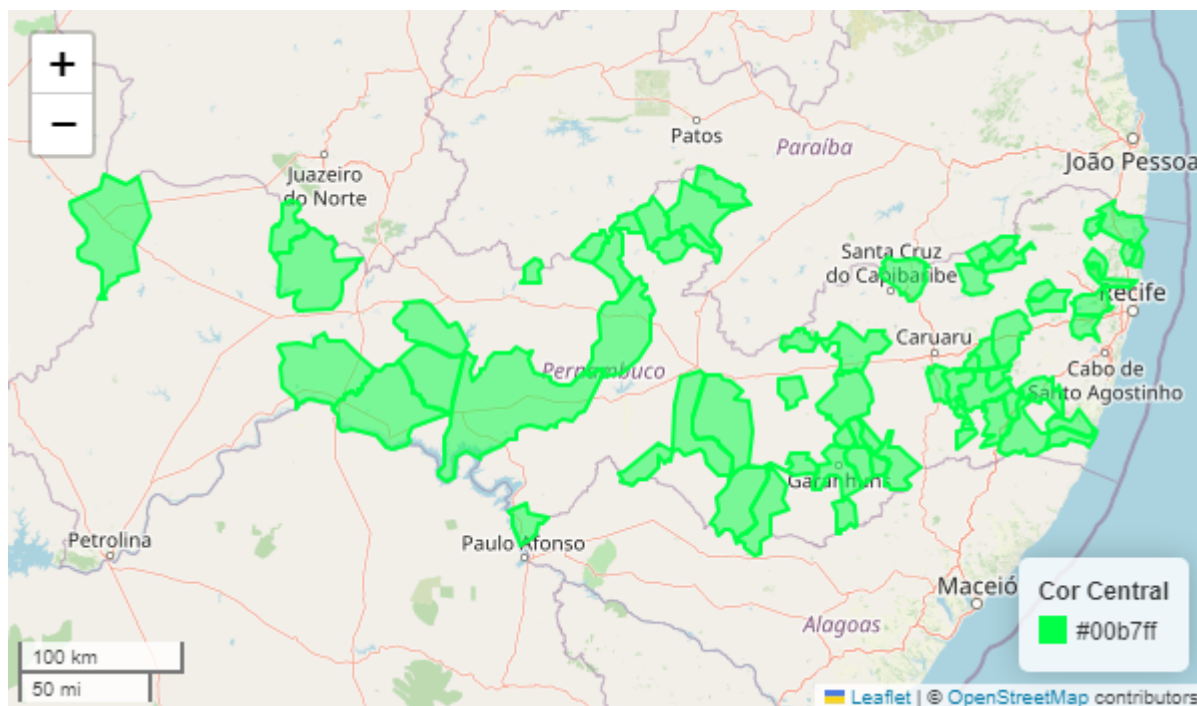 +
−
Patos
Paraíba
João Pessoa
Juazeiro
do Norte
Santa Cruz
do Capibaribe
Recife
Caruaru
Pernambuco
Cabo de
Santo Agostinho
Garanhuns
Petrolina
Paulo Afonso
Maceió
Alagoas
Cor Central
#00b7ff
100 km
50 mi
Leaflet | © OpenStreetMap contributors